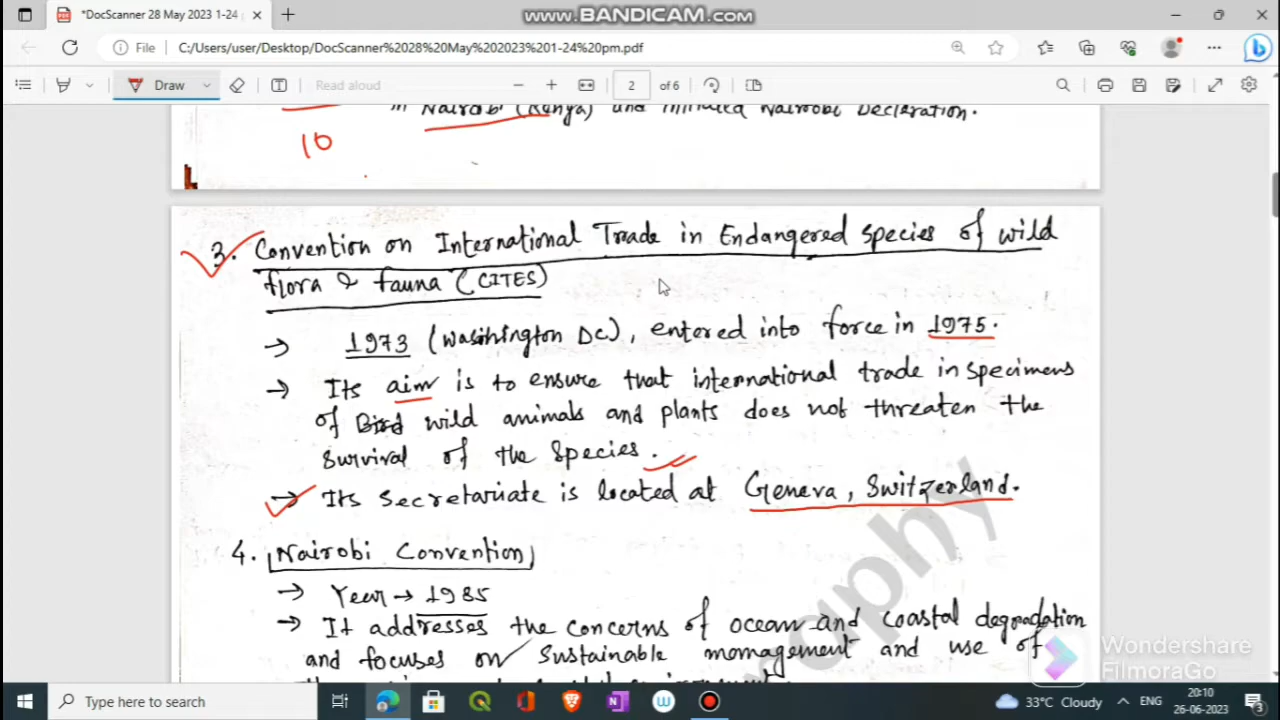 *DocScanner 28 May 2023 1-24
www.BANDICAM.com
File
C:/Users/user/Desktop/DocScanner%2028%20May%202023%201-24%20pm.pdf
Draw
Read aloud
2 of 6
in Nairobi (Kenya) and initiated Nairobi Declaration.
10
3. Convention on International Trade in Endangered Species of wild
flora & fauna (CITES)
→ 1973 (Washington DC), entered into force in 1975.
→ Its aim is to ensure that international trade in specimens
of wild animals and plants does not threaten the
survival of the species.
→ Its secretariate is located at Geneva, Switzerland.
4. Nairobi Convention
→ Year → 1985
→ It addresses the concerns of ocean and coastal degradation
and focuses on sustainable management and use of
Wondershare
FilmoraGo
Type here to search
33°C Cloudy
ENG
20:10
26-06-2023
3